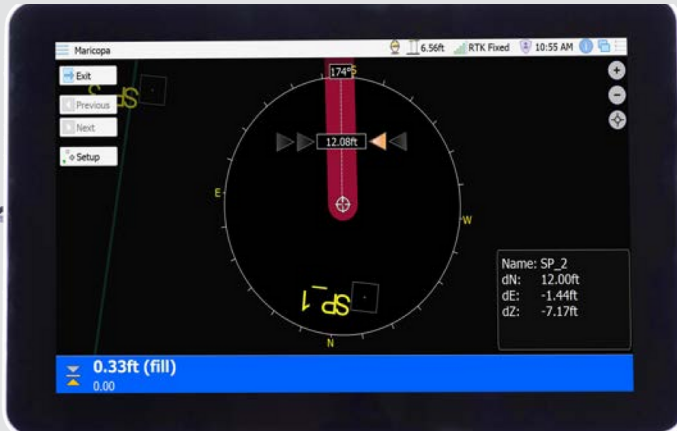 Maricopa
6.56ft
RTK Fixed
10:55 AM
Exit
Previous
Next
Setup
SP_3
174°
S
12.08ft
E
W
SP_1
N
Name: SP_2
dN: 12.00ft
dE: -1.44ft
dZ: -7.17ft
0.33ft (fill)
0.00